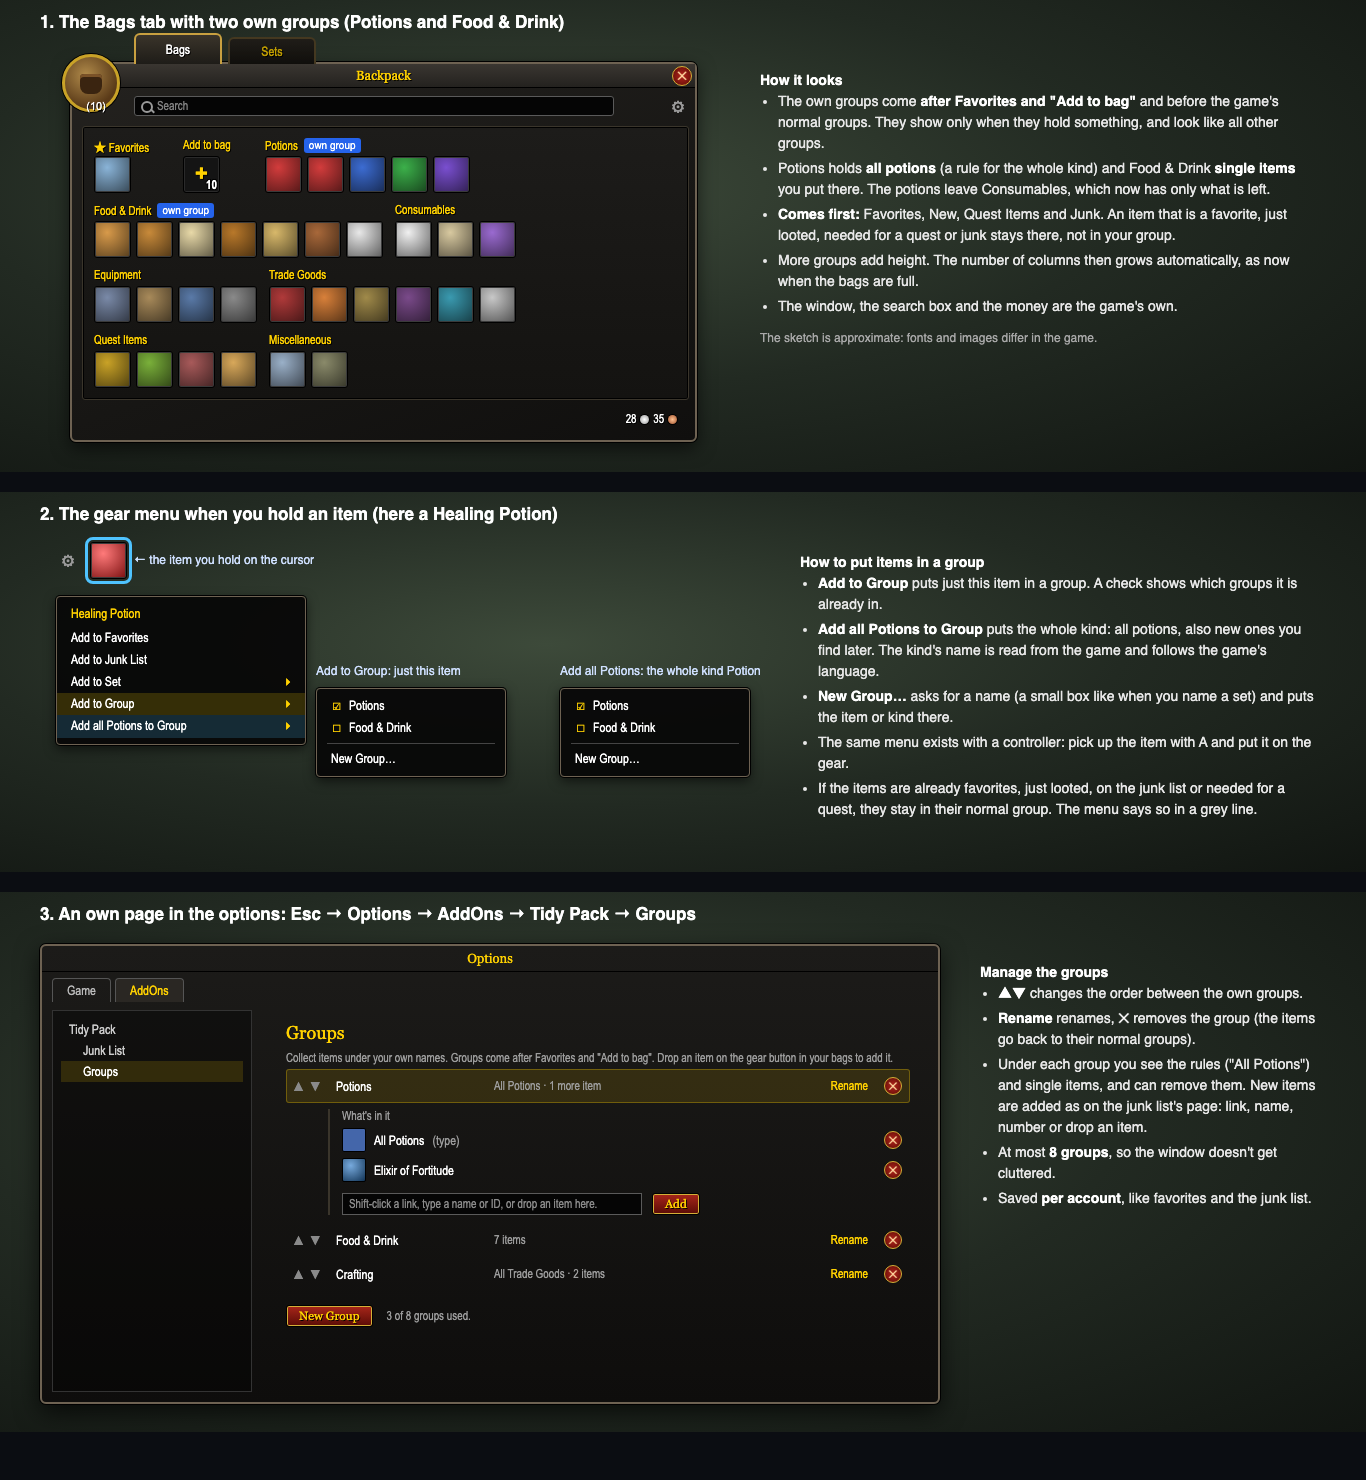 1. The Bags tab with two own groups (Potions and Food & Drink)
Bags
Sets
Backpack
(10)
Search
Favorites
Add to bag
Potions
own group
10
Food & Drink
own group
Consumables
Equipment
Trade Goods
Quest Items
Miscellaneous
28
35
How it looks
• The own groups come after Favorites and "Add to bag" and before the game's
normal groups. They show only when they hold something, and look like all other
groups.
• Potions holds all potions (a rule for the whole kind) and Food & Drink single items
you put there. The potions leave Consumables, which now has only what is left.
• Comes first: Favorites, New, Quest Items and Junk. An item that is a favorite, just
looted, needed for a quest or junk stays there, not in your group.
• More groups add height. The number of columns then grows automatically, as now
when the bags are full.
• The window, the search box and the money are the game's own.
The sketch is approximate: fonts and images differ in the game.
2. The gear menu when you hold an item (here a Healing Potion)
← the item you hold on the cursor
Healing Potion
Add to Favorites
Add to Junk List
Add to Set
Add to Group
Add all Potions to Group
Add to Group: just this item
Potions
Food & Drink
New Group...
Add all Potions: the whole kind Potion
Potions
Food & Drink
New Group...
How to put items in a group
• Add to Group puts just this item in a group. A check shows which groups it is
already in.
• Add all Potions to Group puts the whole kind: all potions, also new ones you
find later. The kind's name is read from the game and follows the game's
language.
• New Group... asks for a name (a small box like when you name a set) and puts
the item or kind there.
• The same menu exists with a controller: pick up the item with A and put it on the
gear.
• If the items are already favorites, just looted, on the junk list or needed for a
quest, they stay in their normal group. The menu says so in a grey line.
3. An own page in the options: Esc → Options → AddOns → Tidy Pack → Groups
Options
Game
AddOns
Tidy Pack
Junk List
Groups
Groups
Collect items under your own names. Groups come after Favorites and "Add to bag". Drop an item on the gear button in your bags to add it.
▲ ▼ Potions All Potions · 1 more item Rename
What's in it
All Potions (type)
Elixir of Fortitude
Shift-click a link, type a name or ID, or drop an item here.
Add
▲ ▼ Food & Drink 7 items Rename
▲ ▼ Crafting All Trade Goods · 2 items Rename
New Group
3 of 8 groups used.
Manage the groups
• ▲▼ changes the order between the own groups.
• Rename renames, ✕ removes the group (the items
go back to their normal groups).
• Under each group you see the rules ("All Potions")
and single items, and can remove them. New items
are added as on the junk list's page: link, name,
number or drop an item.
• At most 8 groups, so the window doesn't get
cluttered.
• Saved per account, like favorites and the junk list.